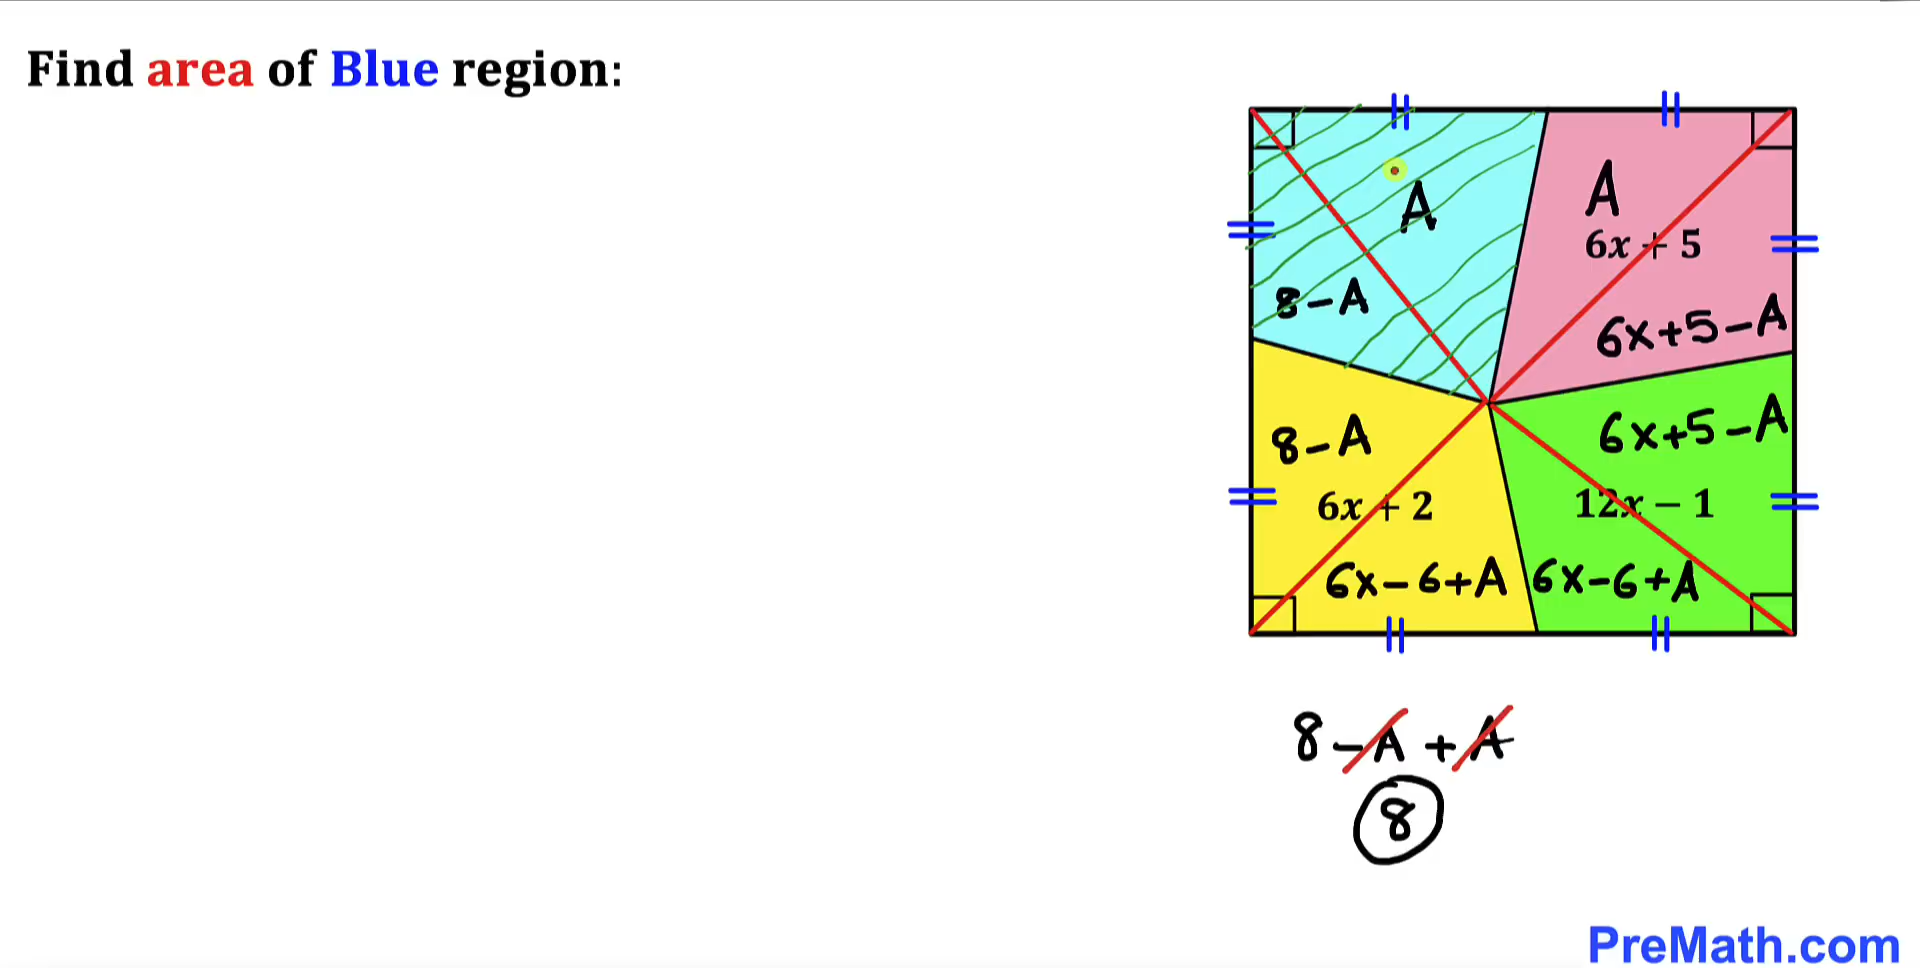 Find area of Blue region:
A
A
6x + 5
8-A
6x+5-A
8-A
6x+5-A
6x + 2
12x − 1
6x-6+A
6x-6+A
8-A+A
8
PreMath.com